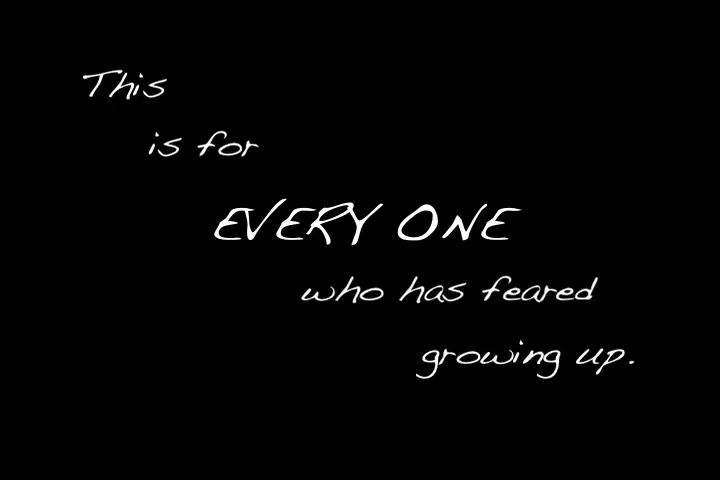 This
is for
EVERY ONE
who has feared
growing up.